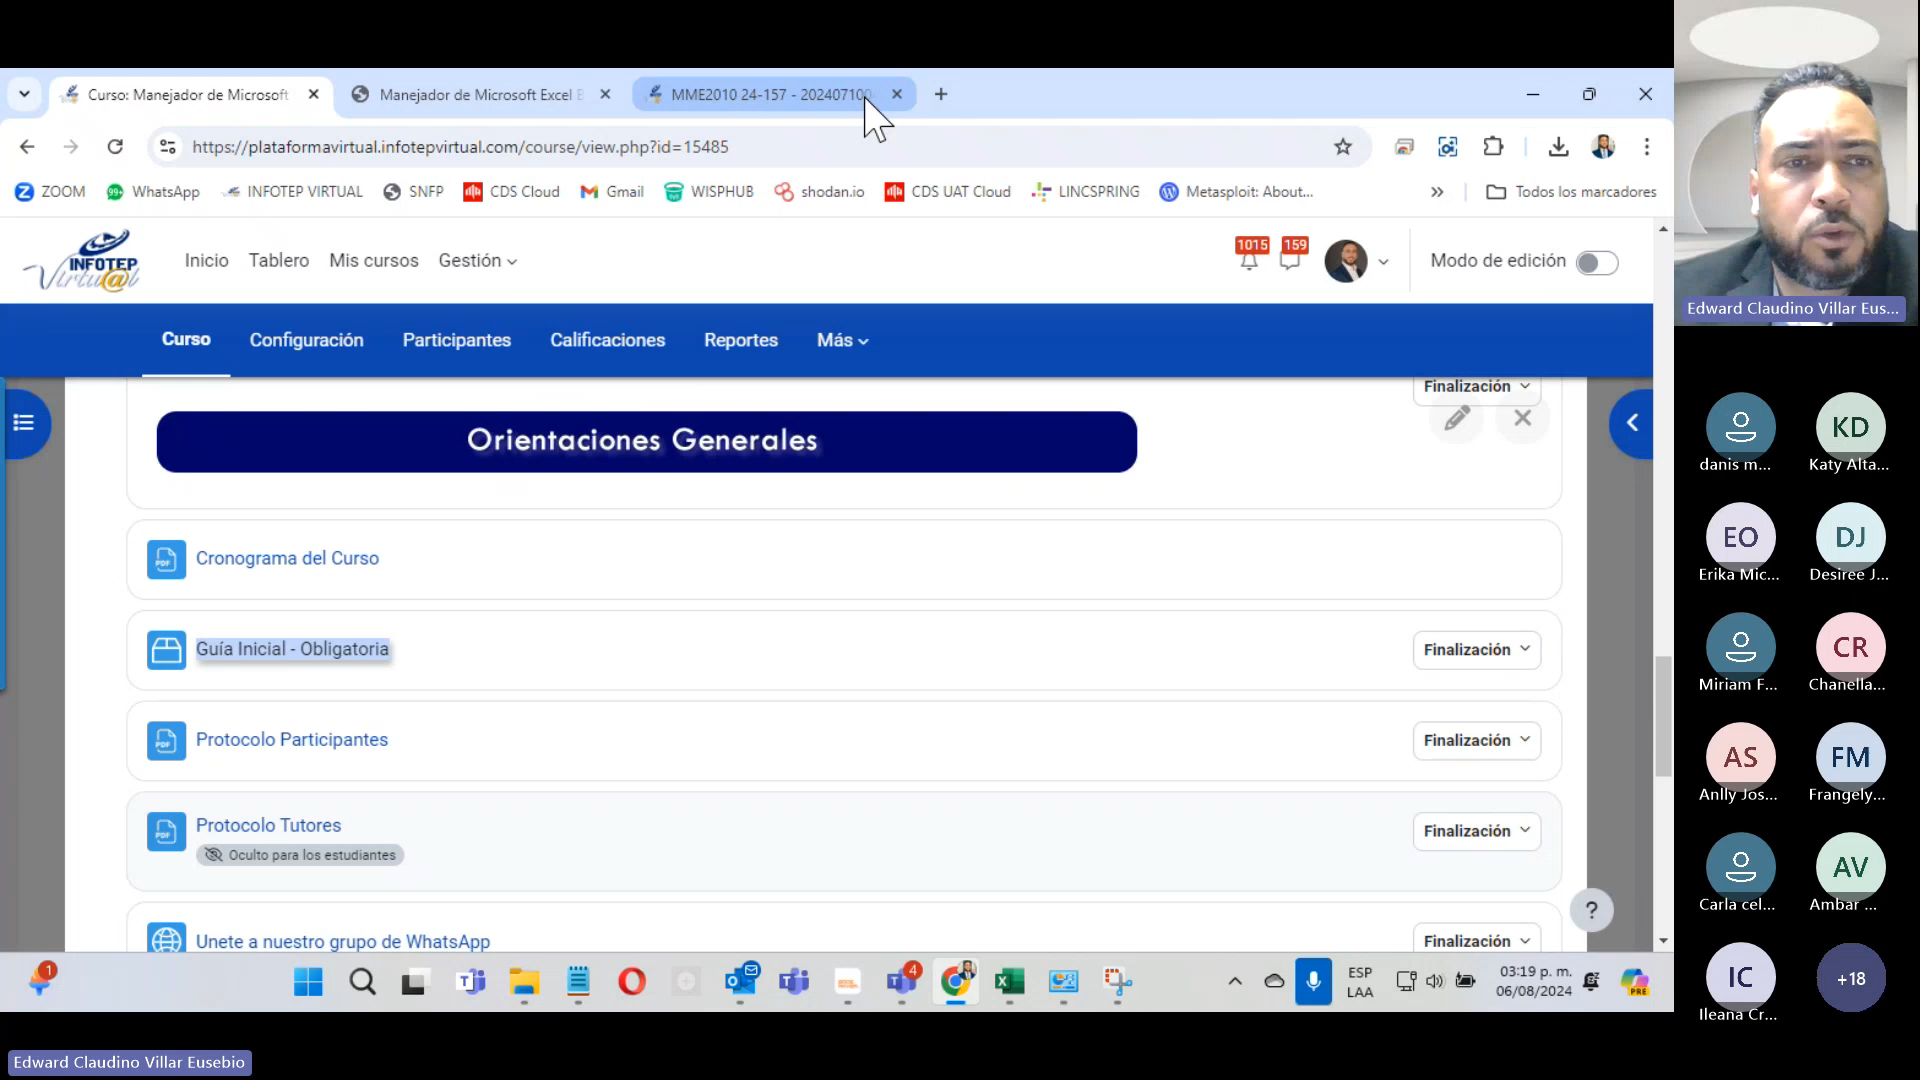 Curso: Manejador de Microsoft
Manejador de Microsoft Excel B
MME2010 24-157 - 202407100
https://plataformavirtual.infotepvirtual.com/course/view.php?id=15485
ZOOM
WhatsApp
INFOTEP VIRTUAL
SNFP
CDS Cloud
Gmail
WISPHUB
shodan.io
CDS UAT Cloud
LINCSPRING
Metasploit: About...
Todos los marcadores
INFOTEP
Virtu@l
Inicio
Tablero
Mis cursos
Gestión
1015
159
Modo de edición
Curso
Configuración
Participantes
Calificaciones
Reportes
Más
Finalización
Orientaciones Generales
Cronograma del Curso
Guía Inicial - Obligatoria
Finalización
Protocolo Participantes
Finalización
Protocolo Tutores
Oculto para los estudiantes
Finalización
Unete a nuestro grupo de WhatsApp
Finalización
?
1
4
ESP
LAA
03:19 p. m.
06/08/2024
PRE
Edward Claudino Villar Eusebio
Edward Claudino Villar Eus...
danis m...
KD
Katy Alta...
EO
Erika Mic...
DJ
Desiree J...
Miriam F...
CR
Chanella...
AS
Anlly Jos...
FM
Frangely...
Carla cel...
AV
Ambar ...
IC
Ileana Cr...
+18